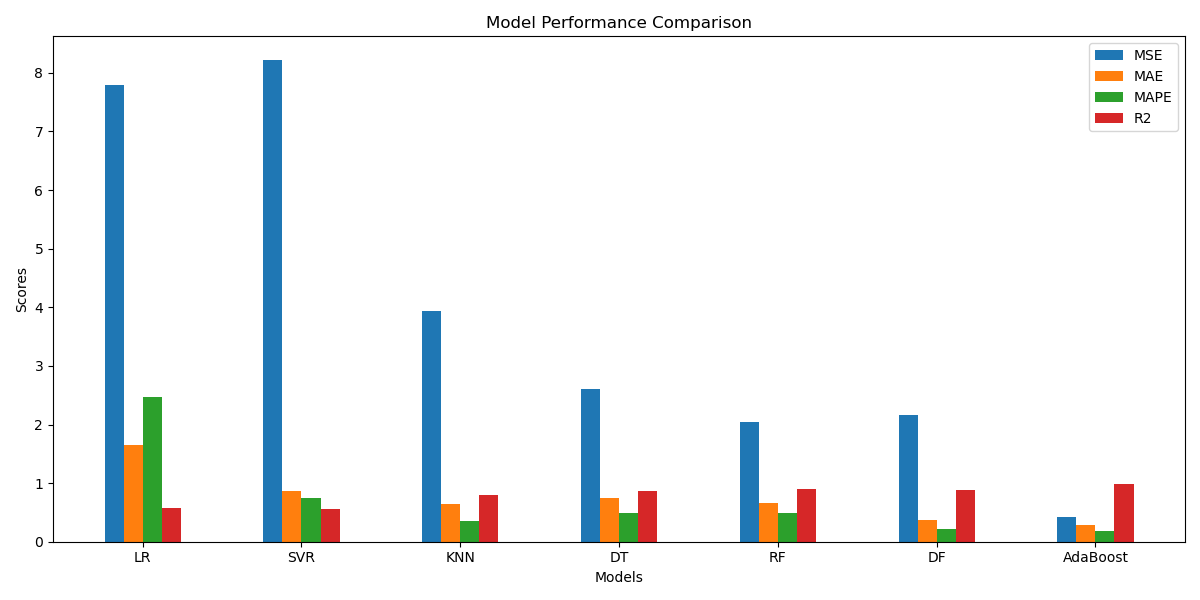 Model Performance Comparison
MSE
MAE
MAPE
R2
Scores
8
7
6
5
4
3
2
1
0
LR SVR KNN DT RF DF AdaBoost
Models